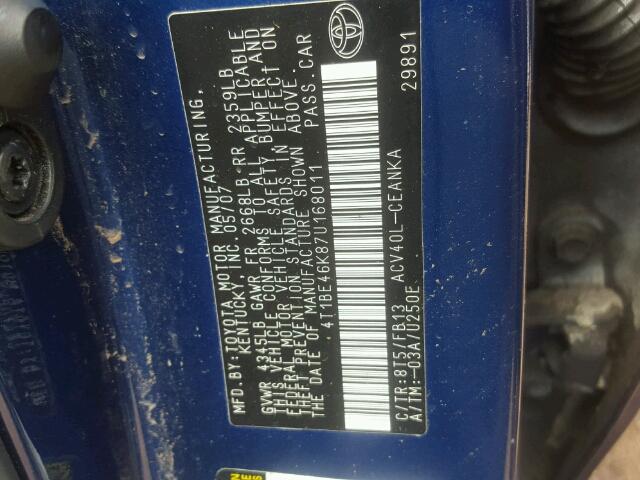 MFD BY: TOYOTA MOTOR MANUFACTURING,
KENTUCKY, INC. 05/07
GVWR 4345LB GAWR FR 2668LB RR 2359LB
THIS VEHICLE CONFORMS TO ALL APPLICABLE
FEDERAL MOTOR VEHICLE SAFETY, BUMPER AND
THEFT PREVENTION STANDARDS IN EFFECT ON
THE DATE OF MANUFACTURE SHOWN ABOVE.
4T1BE46K87U168011 PASS. CAR
C/TR: 8T5/FB13 ACV40L-CEANKA
A/TM: -03A/U250E 29891